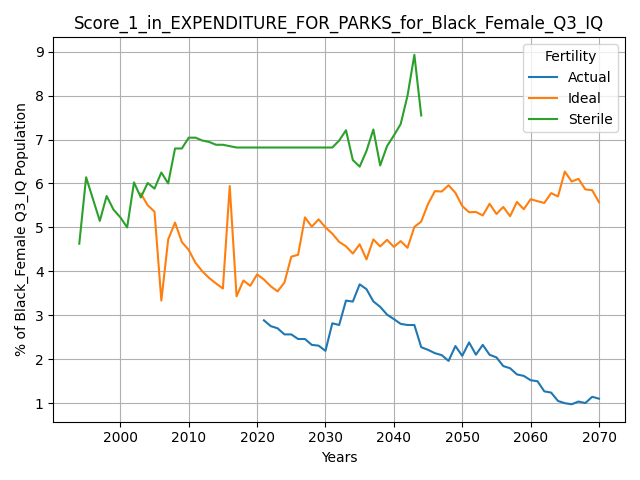 Score_1_in_EXPENDITURE_FOR_PARKS_for_Black_Female_Q3_IQ
Fertility
Actual
Ideal
Sterile
% of Black_Female Q3_IQ Population
9
8
7
6
5
4
3
2
1
2000 2010 2020 2030 2040 2050 2060 2070
Years